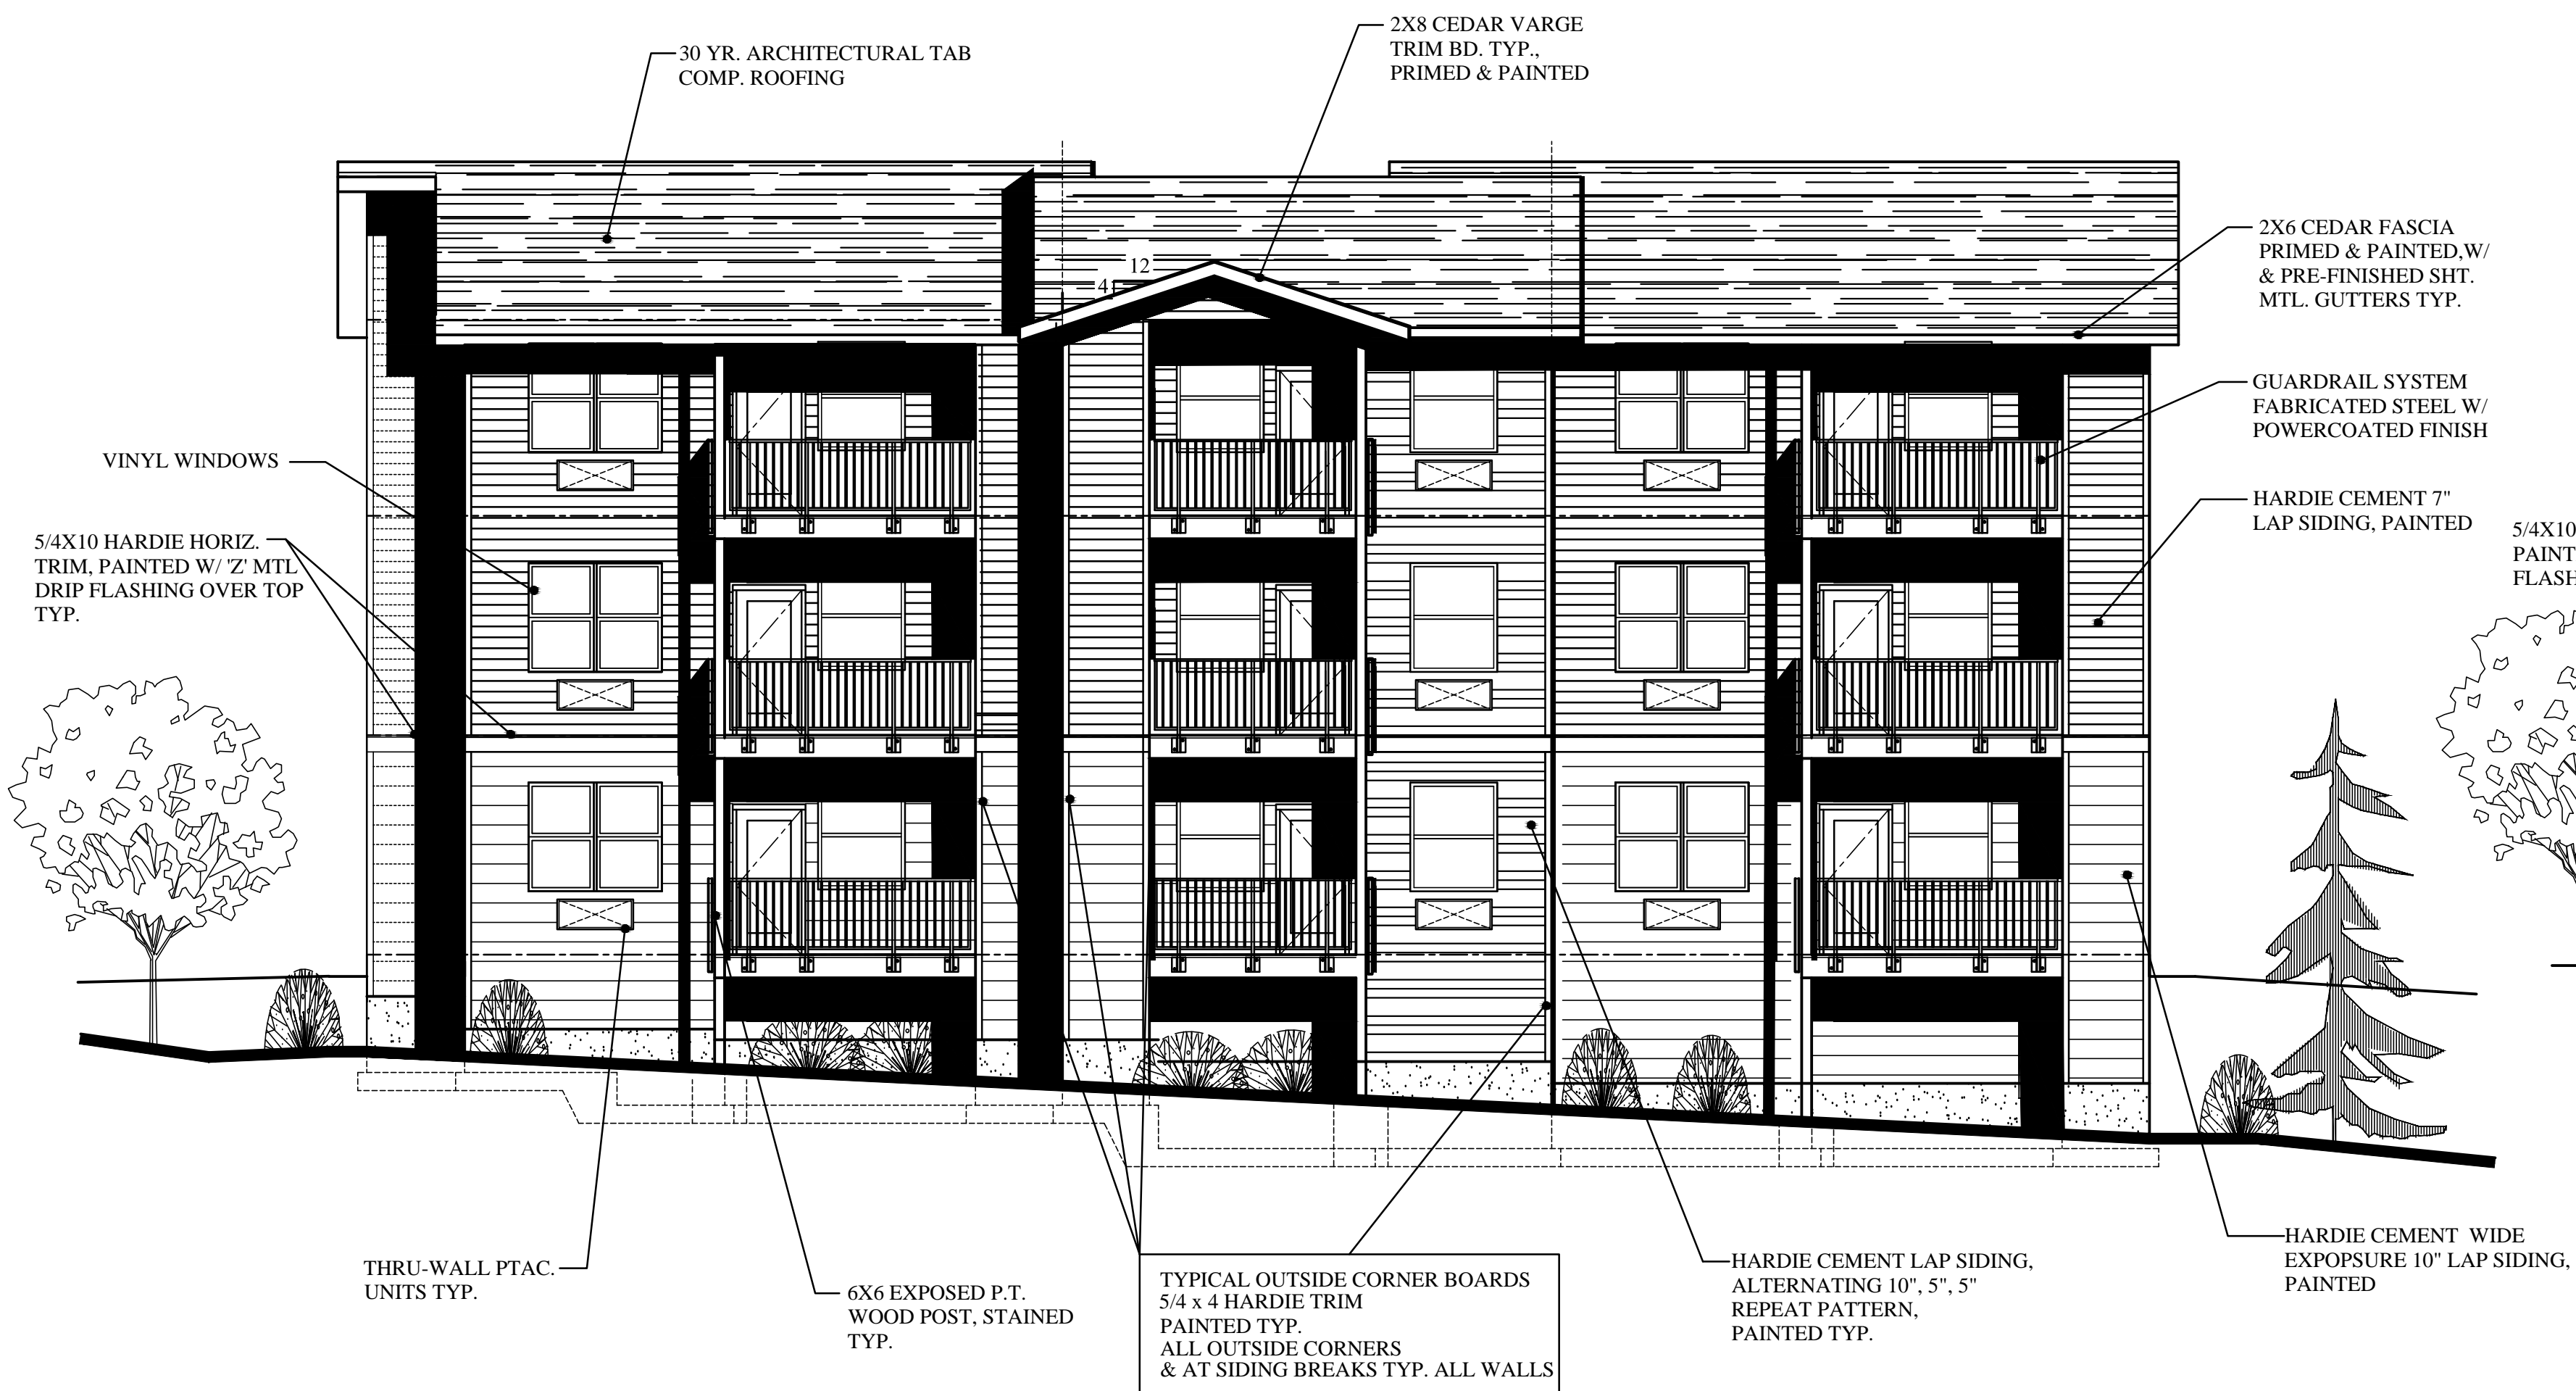 30 YR. ARCHITECTURAL TAB
COMP. ROOFING
2X8 CEDAR VARGE
TRIM BD. TYP.,
PRIMED & PAINTED
12
4
2X6 CEDAR FASCIA
PRIMED & PAINTED,W/
& PRE-FINISHED SHT.
MTL. GUTTERS TYP.
GUARDRAIL SYSTEM
FABRICATED STEEL W/
POWERCOATED FINISH
VINYL WINDOWS
HARDIE CEMENT 7"
LAP SIDING, PAINTED
5/4X10 HARDIE HORIZ.
TRIM, PAINTED W/ 'Z' MTL
DRIP FLASHING OVER TOP
TYP.
5/4X10
PAINT
FLASH
THRU-WALL PTAC.
UNITS TYP.
6X6 EXPOSED P.T.
WOOD POST, STAINED
TYP.
TYPICAL OUTSIDE CORNER BOARDS
5/4 x 4 HARDIE TRIM
PAINTED TYP.
ALL OUTSIDE CORNERS
& AT SIDING BREAKS TYP. ALL WALLS
HARDIE CEMENT LAP SIDING,
ALTERNATING 10", 5", 5"
REPEAT PATTERN,
PAINTED TYP.
HARDIE CEMENT WIDE
EXPOPSURE 10" LAP SIDING,
PAINTED